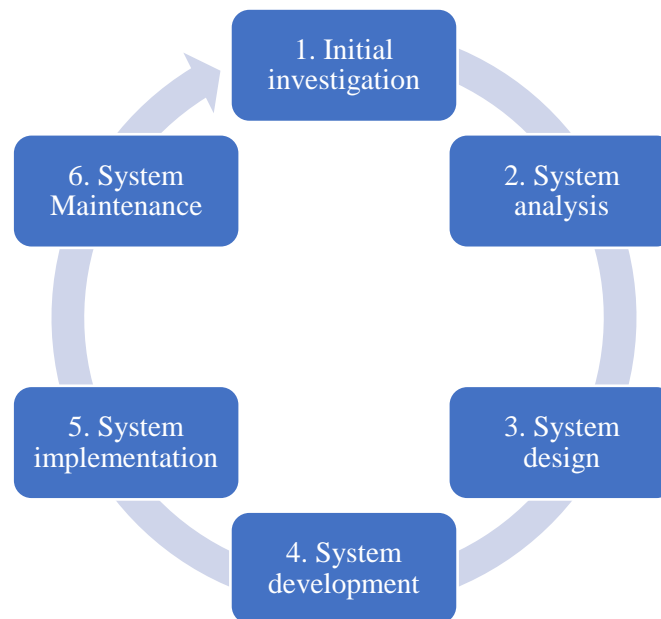 1. Initial
investigation
2. System
analysis
3. System
design
4. System
development
5. System
implementation
6. System
Maintenance